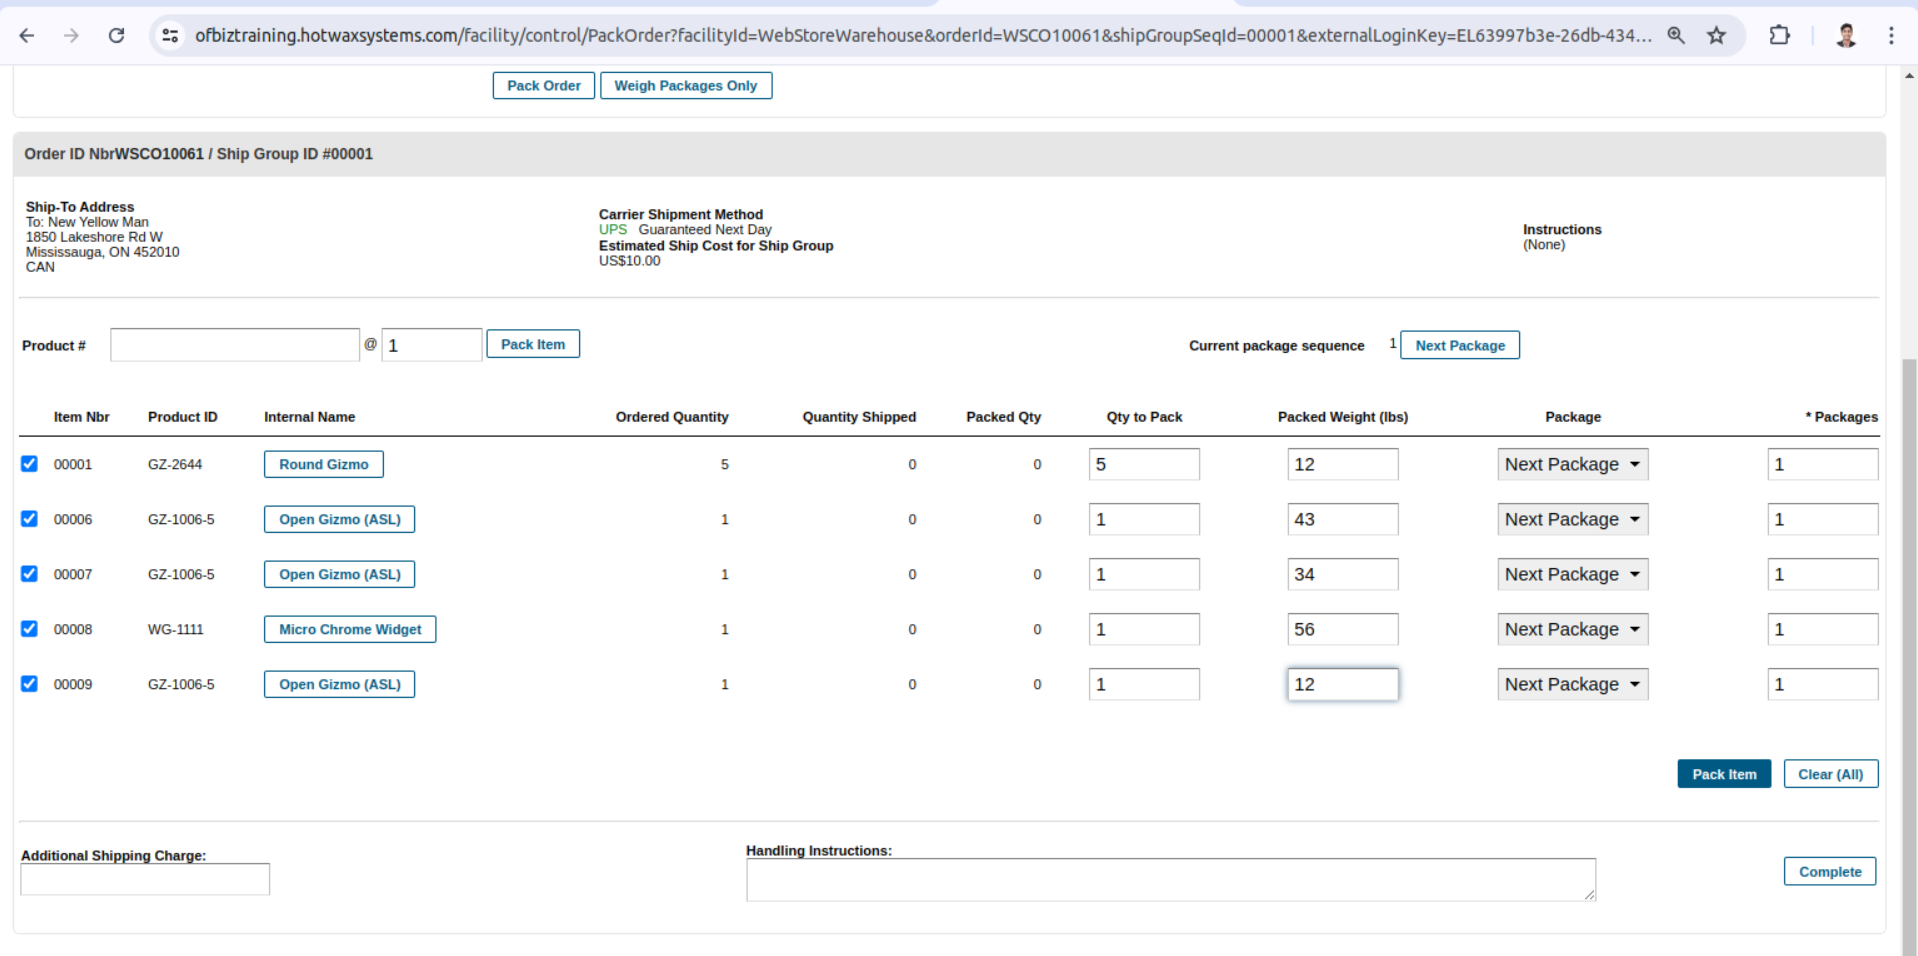 ofbiztraining.hotwaxsystems.com/facility/control/PackOrder?facilityId=WebStoreWarehouse&orderId=WSCO10061&shipGroupSeqId=00001&externalLoginKey=EL63997b3e-26db-434...
Pack Order Weigh Packages Only
Order ID NbrWSCO10061 / Ship Group ID #00001
Ship-To Address
To: New Yellow Man
1850 Lakeshore Rd W
Mississauga, ON 452010
CAN
Carrier Shipment Method
UPS Guaranteed Next Day
Estimated Ship Cost for Ship Group
US$10.00
Instructions
(None)
Product # @ 1 Pack Item Current package sequence 1 Next Package
Item Nbr Product ID Internal Name Ordered Quantity Quantity Shipped Packed Qty Qty to Pack Packed Weight (lbs) Package * Packages
00001 GZ-2644 Round Gizmo 5 0 0 5 12 Next Package 1
00006 GZ-1006-5 Open Gizmo (ASL) 1 0 0 1 43 Next Package 1
00007 GZ-1006-5 Open Gizmo (ASL) 1 0 0 1 34 Next Package 1
00008 WG-1111 Micro Chrome Widget 1 0 0 1 56 Next Package 1
00009 GZ-1006-5 Open Gizmo (ASL) 1 0 0 1 12 Next Package 1
Pack Item Clear (All)
Additional Shipping Charge:
Handling Instructions:
Complete